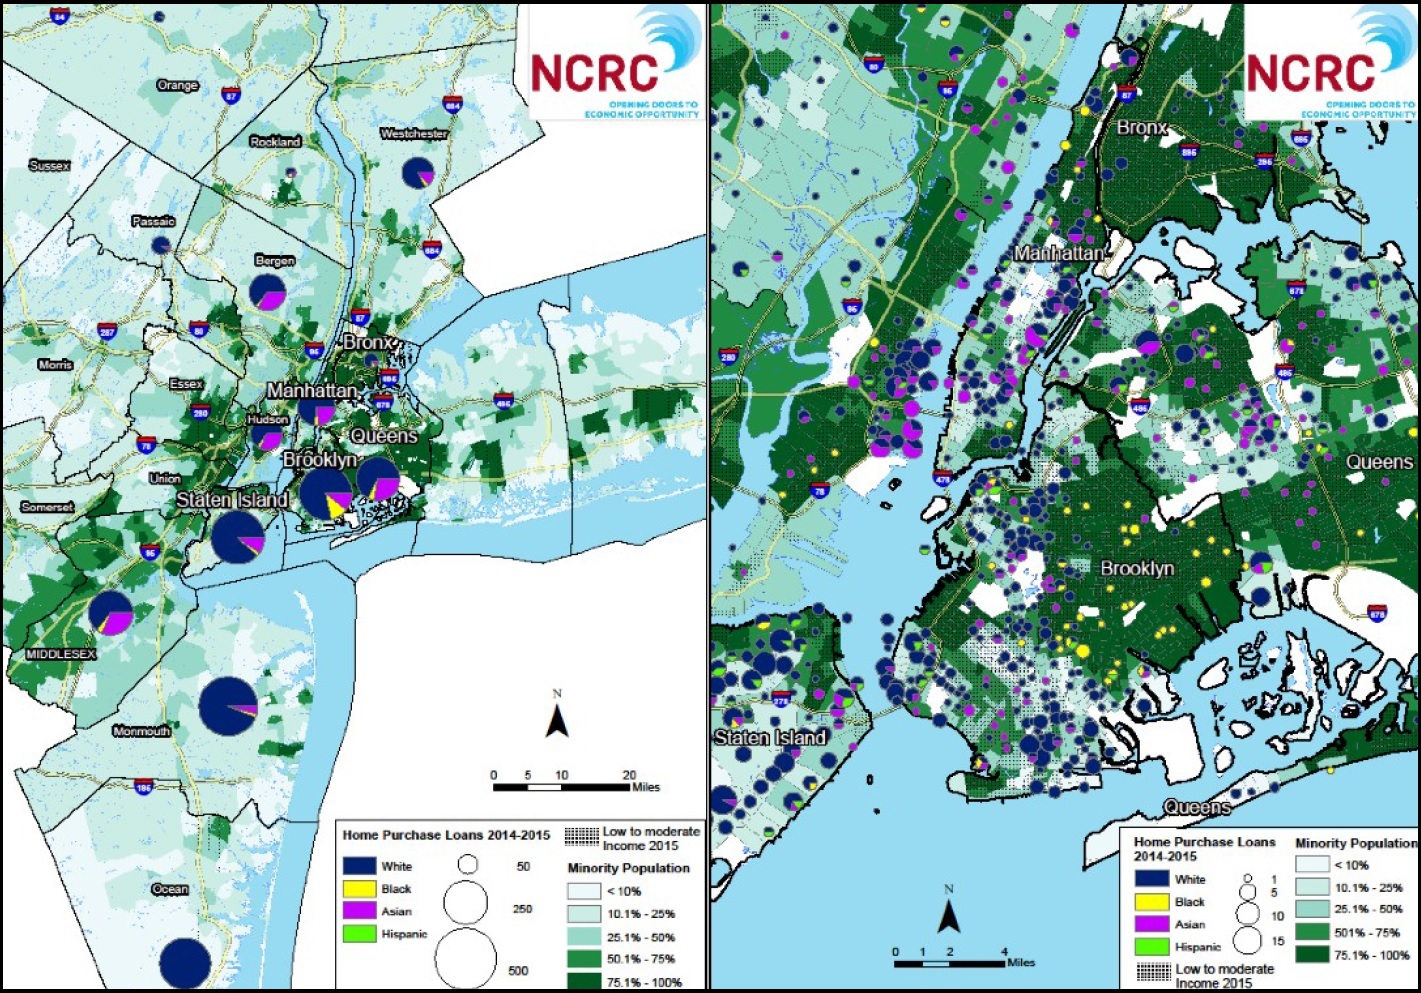 84
NCRC
OPENING DOORS TO
ECONOMIC OPPORTUNITY
Orange
87
684
Rockland
Westchester
Sussex
Passaic
684
Bergen
87
287
80
95
Bronx
Morris
695
Essex
Manhattan
280
678
495
Hudson
Queens
78
Brooklyn
Union
Staten Island
Somerset
95
MIDDLESEX
Monmouth
195
Ocean
N
0 5 10 20
Miles
Home Purchase Loans 2014-2015
White
Black
Asian
Hispanic
50
250
500
Low to moderate
Income 2015
Minority Population
< 10%
10.1% - 25%
25.1% - 50%
50.1% - 75%
75.1% - 100%
NCRC
OPENING DOORS TO
ECONOMIC OPPORTUNITY
80
95
87
Bronx
895
295
695
Manhattan
678
95
280
495
495
Queens
478
78
Brooklyn
678
278
Staten Island
Queens
N
0 1 2 4
Miles
Home Purchase Loans
2014-2015
White
Black
Asian
Hispanic
1
5
10
15
Low to moderate
Income 2015
Minority Population
< 10%
10.1% - 25%
25.1% - 50%
501% - 75%
75.1% - 100%